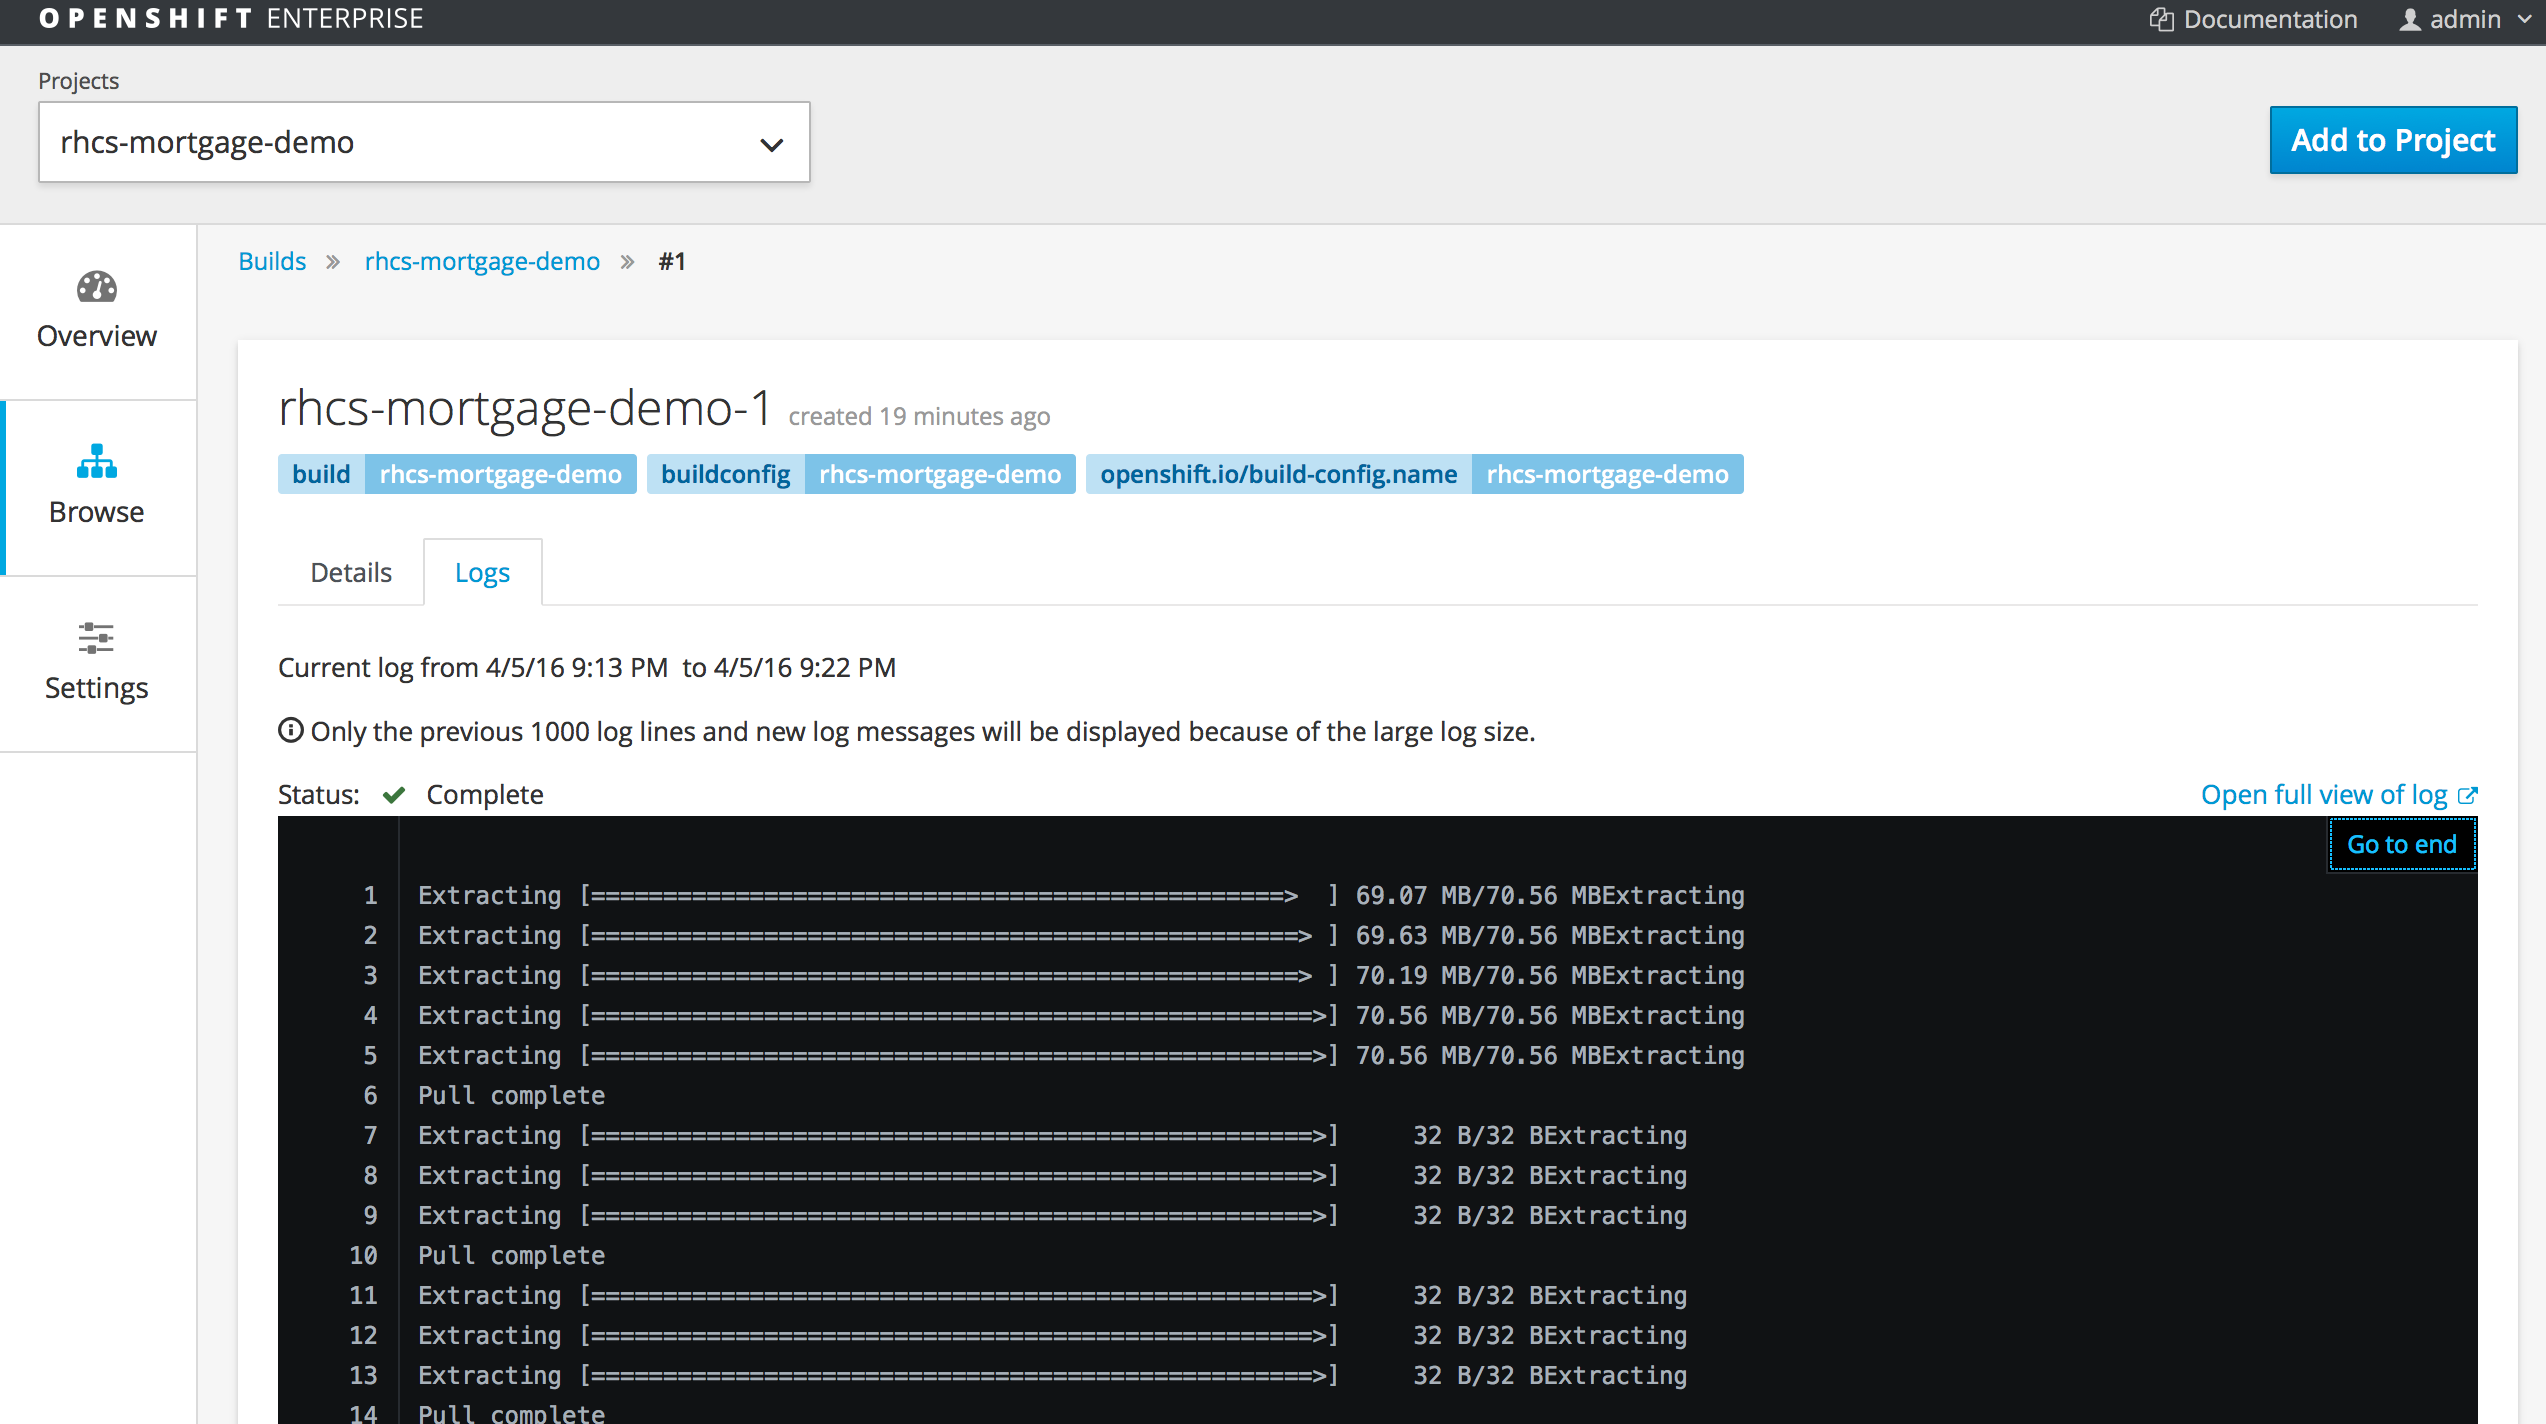 OPENSHIFT ENTERPRISE
Documentation
admin
Projects
rhcs-mortgage-demo
Add to Project
Overview
Browse
Settings
Builds » rhcs-mortgage-demo » #1
rhcs-mortgage-demo-1 created 19 minutes ago
build rhcs-mortgage-demo buildconfig rhcs-mortgage-demo openshift.io/build-config.name rhcs-mortgage-demo
Details
Logs
Current log from 4/5/16 9:13 PM to 4/5/16 9:22 PM
Only the previous 1000 log lines and new log messages will be displayed because of the large log size.
Status: Complete
Open full view of log
Go to end
1 Extracting [================================================>  ] 69.07 MB/70.56 MBExtracting
2 Extracting [=================================================> ] 69.63 MB/70.56 MBExtracting
3 Extracting [=================================================> ] 70.19 MB/70.56 MBExtracting
4 Extracting [==================================================>] 70.56 MB/70.56 MBExtracting
5 Extracting [==================================================>] 70.56 MB/70.56 MBExtracting
6 Pull complete
7 Extracting [==================================================>]     32 B/32 BExtracting
8 Extracting [==================================================>]     32 B/32 BExtracting
9 Extracting [==================================================>]     32 B/32 BExtracting
10 Pull complete
11 Extracting [==================================================>]     32 B/32 BExtracting
12 Extracting [==================================================>]     32 B/32 BExtracting
13 Extracting [==================================================>]     32 B/32 BExtracting
14 Pull complete